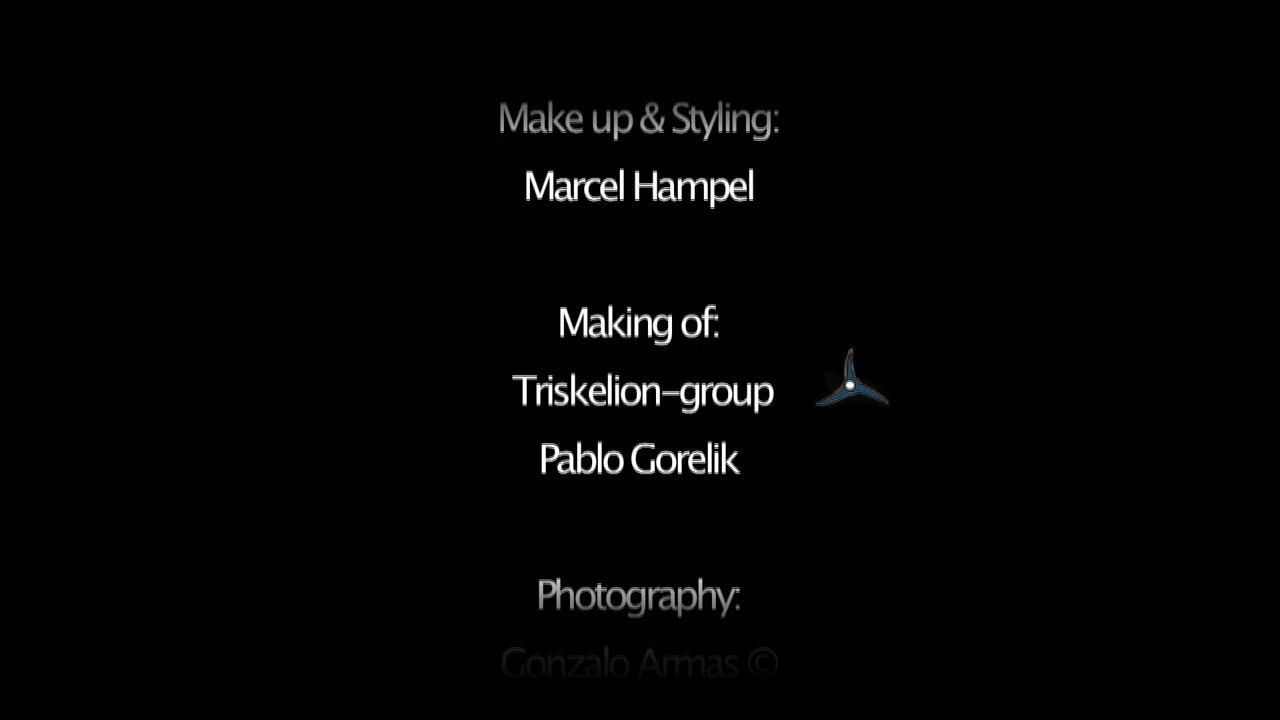 Make up & Styling:
Marcel Hampel
Making of:
Triskelion-group
Pablo Gorelik
Photography:
Gonzalo Armas ©